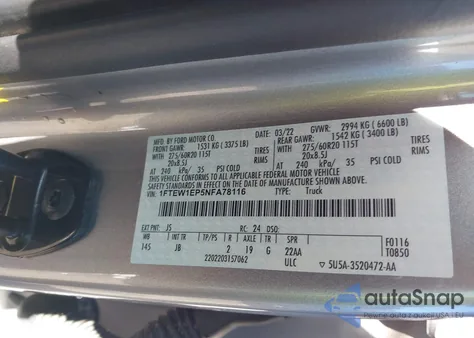 MFD. BY FORD MOTOR CO.
03/22 GVWR: 2994 KG ( 6600 LB)
FRONT GAWR: 1531 KG ( 3375 LB) REAR GAWR: 1542 KG ( 3400 LB)
275/60R20 115T TIRES 275/60R20 115T TIRES
20x8.5J RIMS 20x8.5J RIMS
AT 240 kPa/ 35 PSI COLD AT 240 kPa/ 35 PSI COLD
THIS VEHICLE CONFORMS TO ALL APPLICABLE FEDERAL MOTOR VEHICLE
SAFETY STANDARDS IN EFFECT ON THE DATE OF MANUFACTURE SHOWN ABOVE.
VIN: 1FTEW1EP5NFA78116 TYPE: Truck
F0116
T0850
EXT PNT: JS RC: 24 DSO:
WB INT TR TP/PS R AXLE TR SPR
145 JB 2 19 G 22AA
2202203157062 ULC 5U5A-3520472-AA
autaSnap